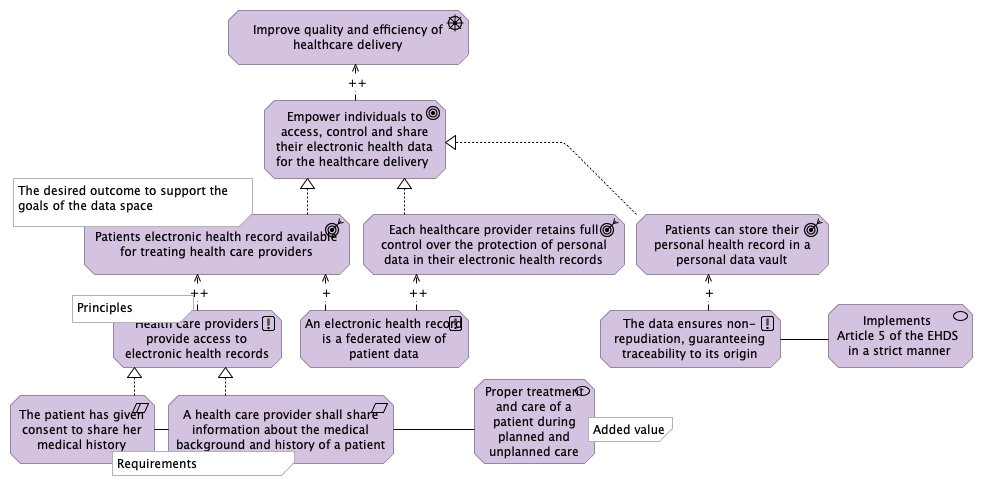 Improve quality and efficiency of
healthcare delivery
++
Empower individuals to
access, control and share
their electronic health data
for the healthcare delivery
The desired outcome to support the
goals of the data space
Patients electronic health record available
for treating health care providers
Each healthcare provider retains full
control over the protection of personal
data in their electronic health records
Patients can store their
personal health record in a
personal data vault
++
+
++
+
Principles
Health care providers
provide access to
electronic health records
An electronic health record
is a federated view of
patient data
The data ensures non-
repudiation, guaranteeing
traceability to its origin
Implements
Article 5 of the EHDS
in a strict manner
The patient has given
consent to share her
medical history
A health care provider shall share
information about the medical
background and history of a patient
Proper treatment
and care of a
patient during
planned and
unplanned care
Added value
Requirements